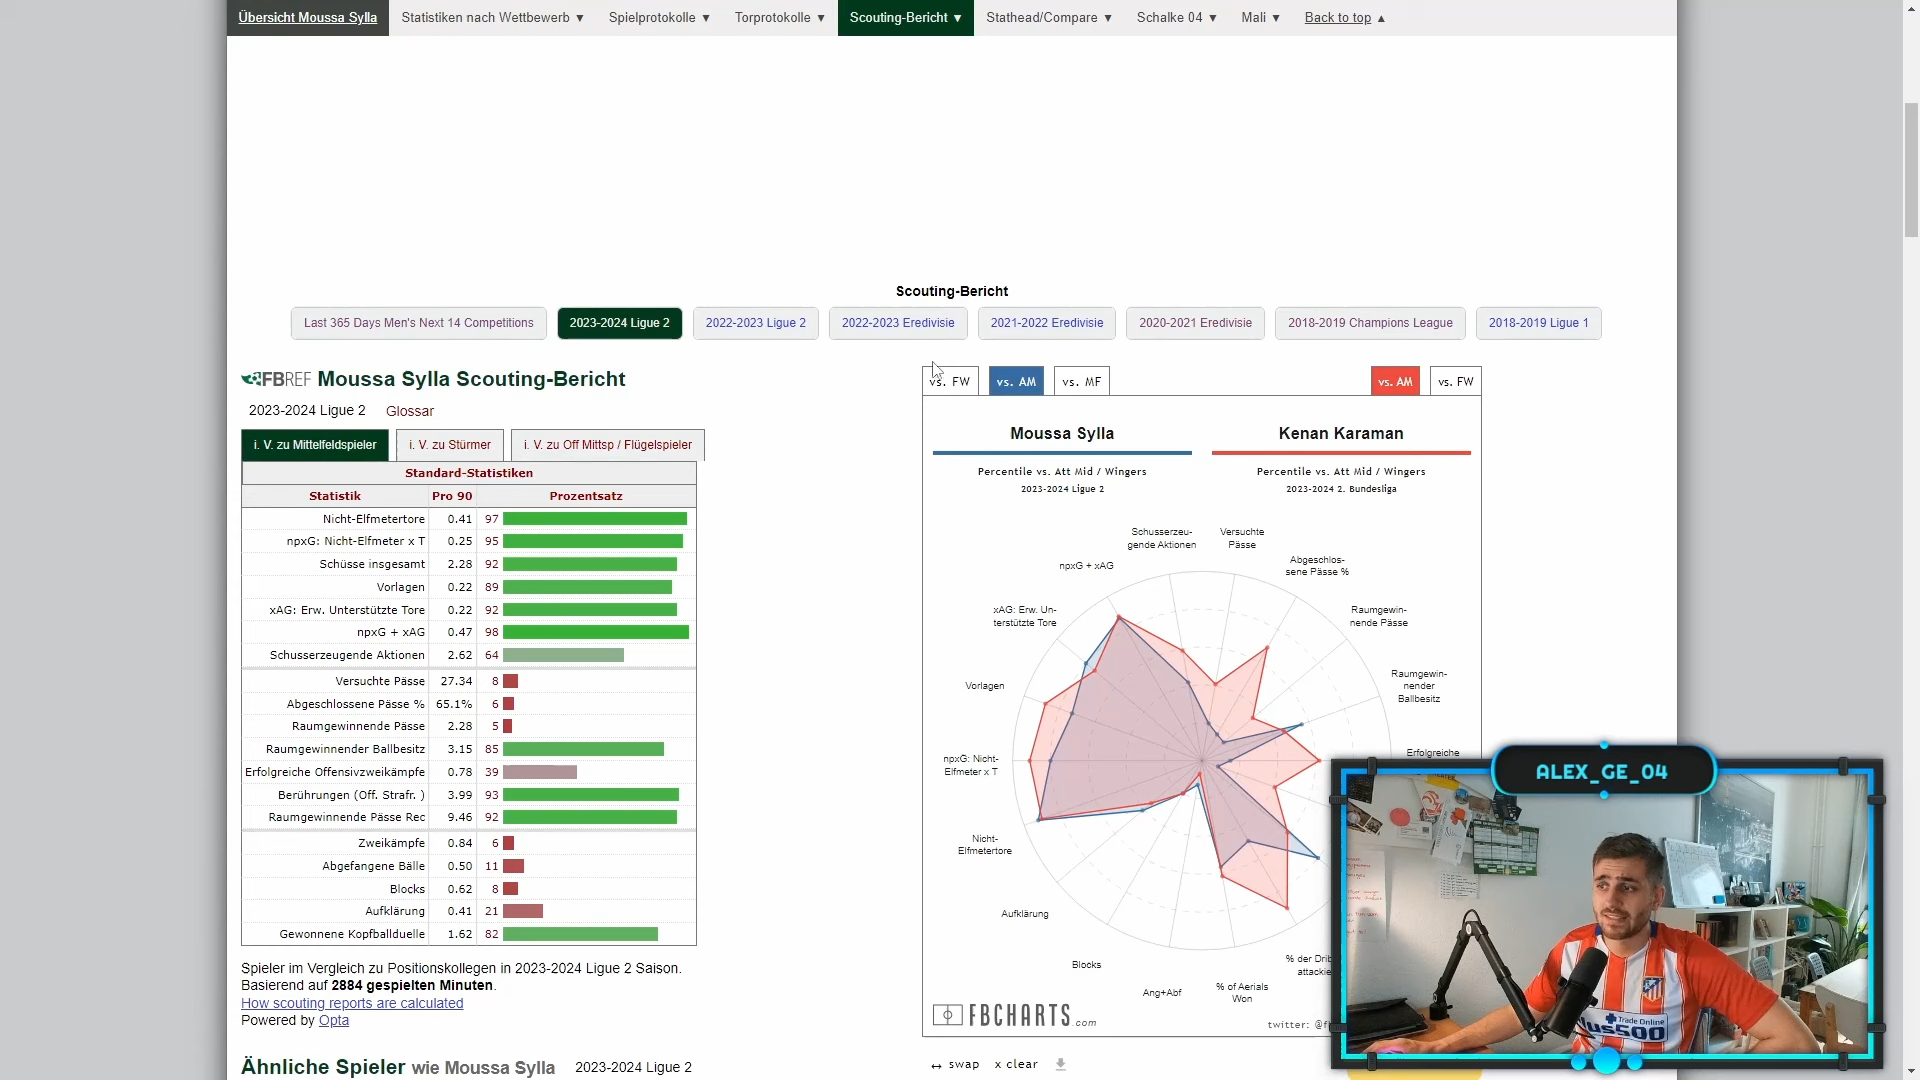 Übersicht Moussa Sylla Statistiken nach Wettbewerb ▼ Spielprotokolle ▼ Torprotokolle ▼ Scouting-Bericht ▼ Stathead/Compare ▼ Schalke 04 ▼ Mali ▼ Back to top ▲
Scouting-Bericht
Last 365 Days Men's Next 14 Competitions 2023-2024 Ligue 2 2022-2023 Ligue 2 2022-2023 Eredivisie 2021-2022 Eredivisie 2020-2021 Eredivisie 2018-2019 Champions League 2018-2019 Ligue 1
FBREF Moussa Sylla Scouting-Bericht
2023-2024 Ligue 2 Glossar
i. V. zu Mittelfeldspieler i. V. zu Stürmer i. V. zu Off Mittsp / Flügelspieler
Standard-Statistiken
Statistik Pro 90 Prozentsatz
Nicht-Elfmetertore 0.41 97
npxG: Nicht-Elfmeter x T 0.25 95
Schüsse insgesamt 2.28 92
Vorlagen 0.22 89
xAG: Erw. Unterstützte Tore 0.22 92
npxG + xAG 0.47 98
Schusserzeugende Aktionen 2.62 64
Versuchte Pässe 27.34 8
Abgeschlossene Pässe % 65.1% 6
Raumgewinnende Pässe 2.28 5
Raumgewinnender Ballbesitz 3.15 85
Erfolgreiche Offensivzweikämpfe 0.78 39
Berührungen (Off. Strafr. ) 3.99 93
Raumgewinnende Pässe Rec 9.46 92
Zweikämpfe 0.84 6
Abgefangene Bälle 0.50 11
Blocks 0.62 8
Aufklärung 0.41 21
Gewonnene Kopfballduelle 1.62 82
Spieler im Vergleich zu Positionskollegen in 2023-2024 Ligue 2 Saison.
Basierend auf 2884 gespielten Minuten.
How scouting reports are calculated
Powered by Opta
Ähnliche Spieler wie Moussa Sylla 2023-2024 Ligue 2
vs. FW vs. AM vs. MF vs. AM vs. FW
Moussa Sylla Kenan Karaman
Percentile vs. Att Mid / Wingers Percentile vs. Att Mid / Wingers
2023-2024 Ligue 2 2023-2024 2. Bundesliga
Schusserzeu-
gende Aktionen
Versuchte
Pässe
npxG + xAG
Abgeschlos-
sene Pässe %
xAG: Erw. Un-
terstützte Tore
Raumgewin-
nende Pässe
Vorlagen
Raumgewin-
nender
Ballbesitz
npxG: Nicht-
Elfmeter x T
Erfolgreiche
Nicht-
Elfmetertore
Aufklärung
Blocks
Ang+Abf
% of Aerials
Won
% der Drib
attackie
FBCHARTS.com twitter: @f
↔ swap x clear
ALEX_GE_04
Trade Online
lus500